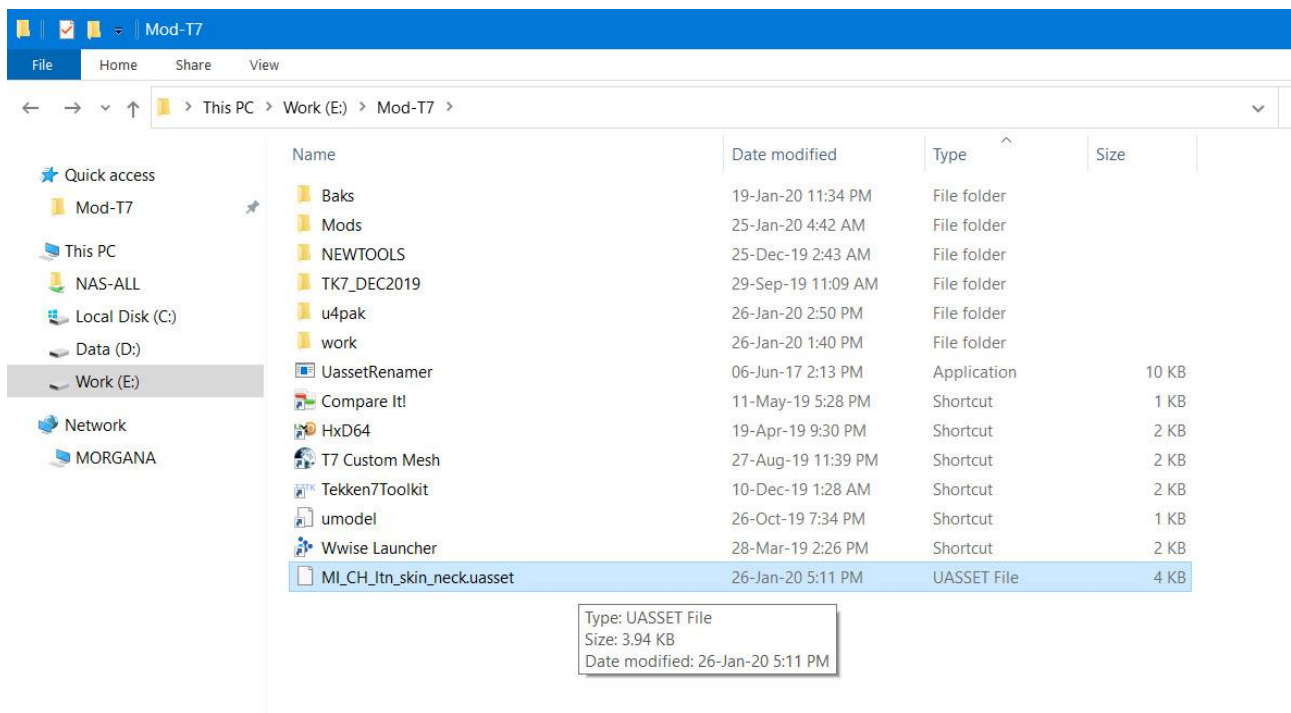 Mod-T7
File Home Share View
This PC > Work (E:) > Mod-T7 >
Quick access
Mod-T7
This PC
NAS-ALL
Local Disk (C:)
Data (D:)
Work (E:)
Network
MORGANA
Name Date modified Type Size
Baks 19-Jan-20 11:34 PM File folder
Mods 25-Jan-20 4:42 AM File folder
NEWTOOLS 25-Dec-19 2:43 AM File folder
TK7_DEC2019 29-Sep-19 11:09 AM File folder
u4pak 26-Jan-20 2:50 PM File folder
work 26-Jan-20 1:40 PM File folder
UassetRenamer 06-Jun-17 2:13 PM Application 10 KB
Compare It! 11-May-19 5:28 PM Shortcut 1 KB
HxD64 19-Apr-19 9:30 PM Shortcut 2 KB
T7 Custom Mesh 27-Aug-19 11:39 PM Shortcut 2 KB
Tekken7Toolkit 10-Dec-19 1:28 AM Shortcut 2 KB
umodel 26-Oct-19 7:34 PM Shortcut 1 KB
Wwise Launcher 28-Mar-19 2:26 PM Shortcut 2 KB
MI_CH_ltn_skin_neck.uasset 26-Jan-20 5:11 PM UASSET File 4 KB
Type: UASSET File
Size: 3.94 KB
Date modified: 26-Jan-20 5:11 PM